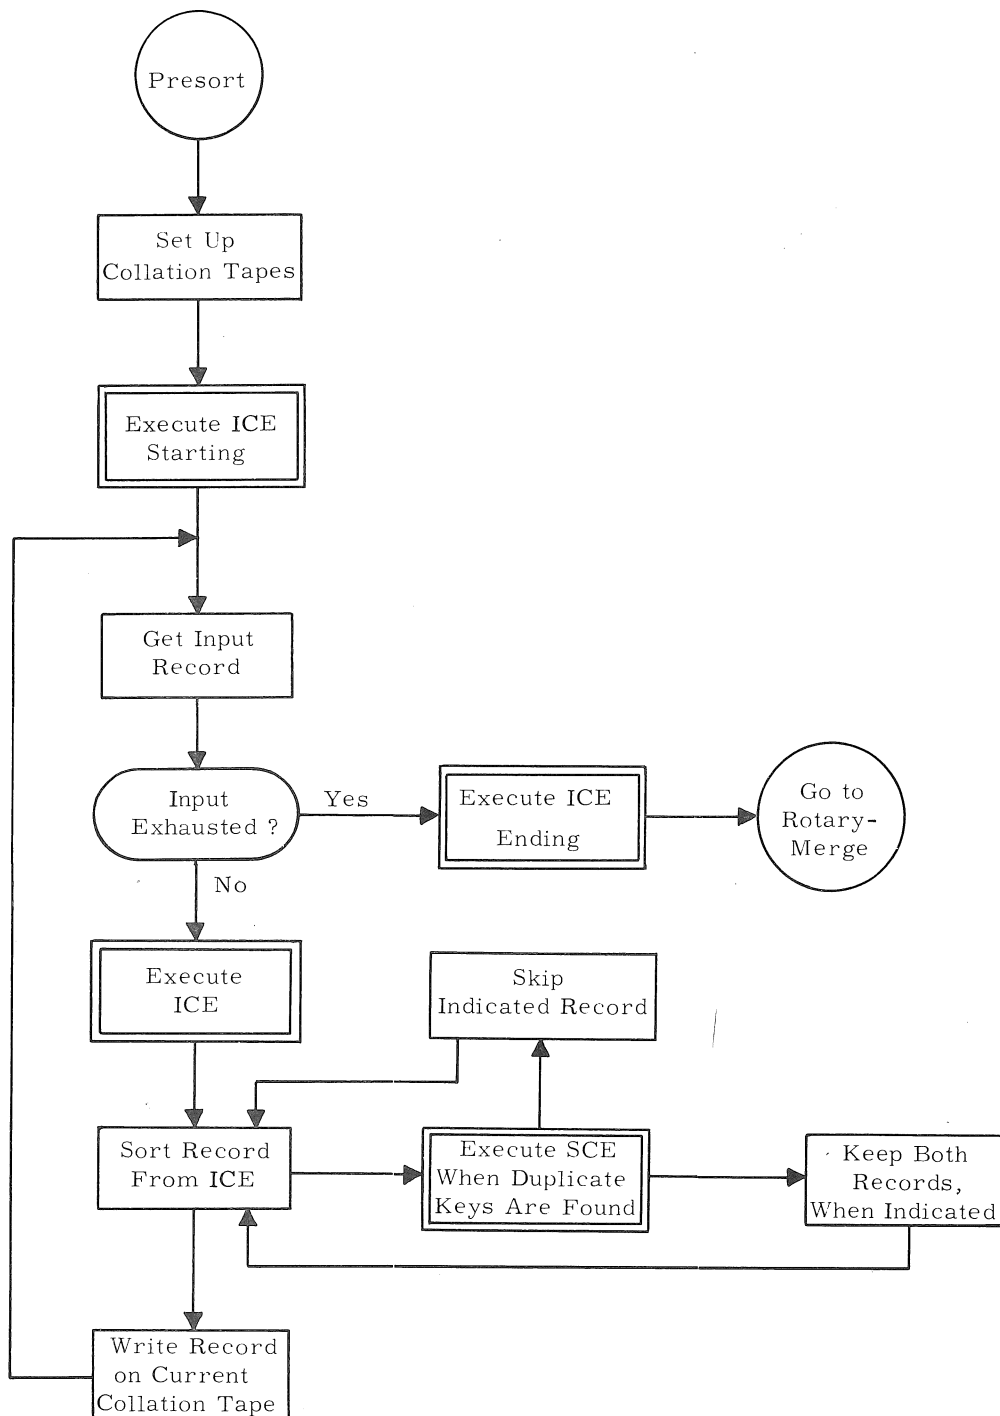 Presort
Set Up
Collation Tapes
Execute ICE
Starting
Get Input
Record
Input
Exhausted ?
Yes
Execute ICE
Ending
Go to
Rotary-
Merge
No
Execute
ICE
Skip
Indicated Record
Sort Record
From ICE
Execute SCE
When Duplicate
Keys Are Found
Keep Both
Records,
When Indicated
Write Record
on Current
Collation Tape